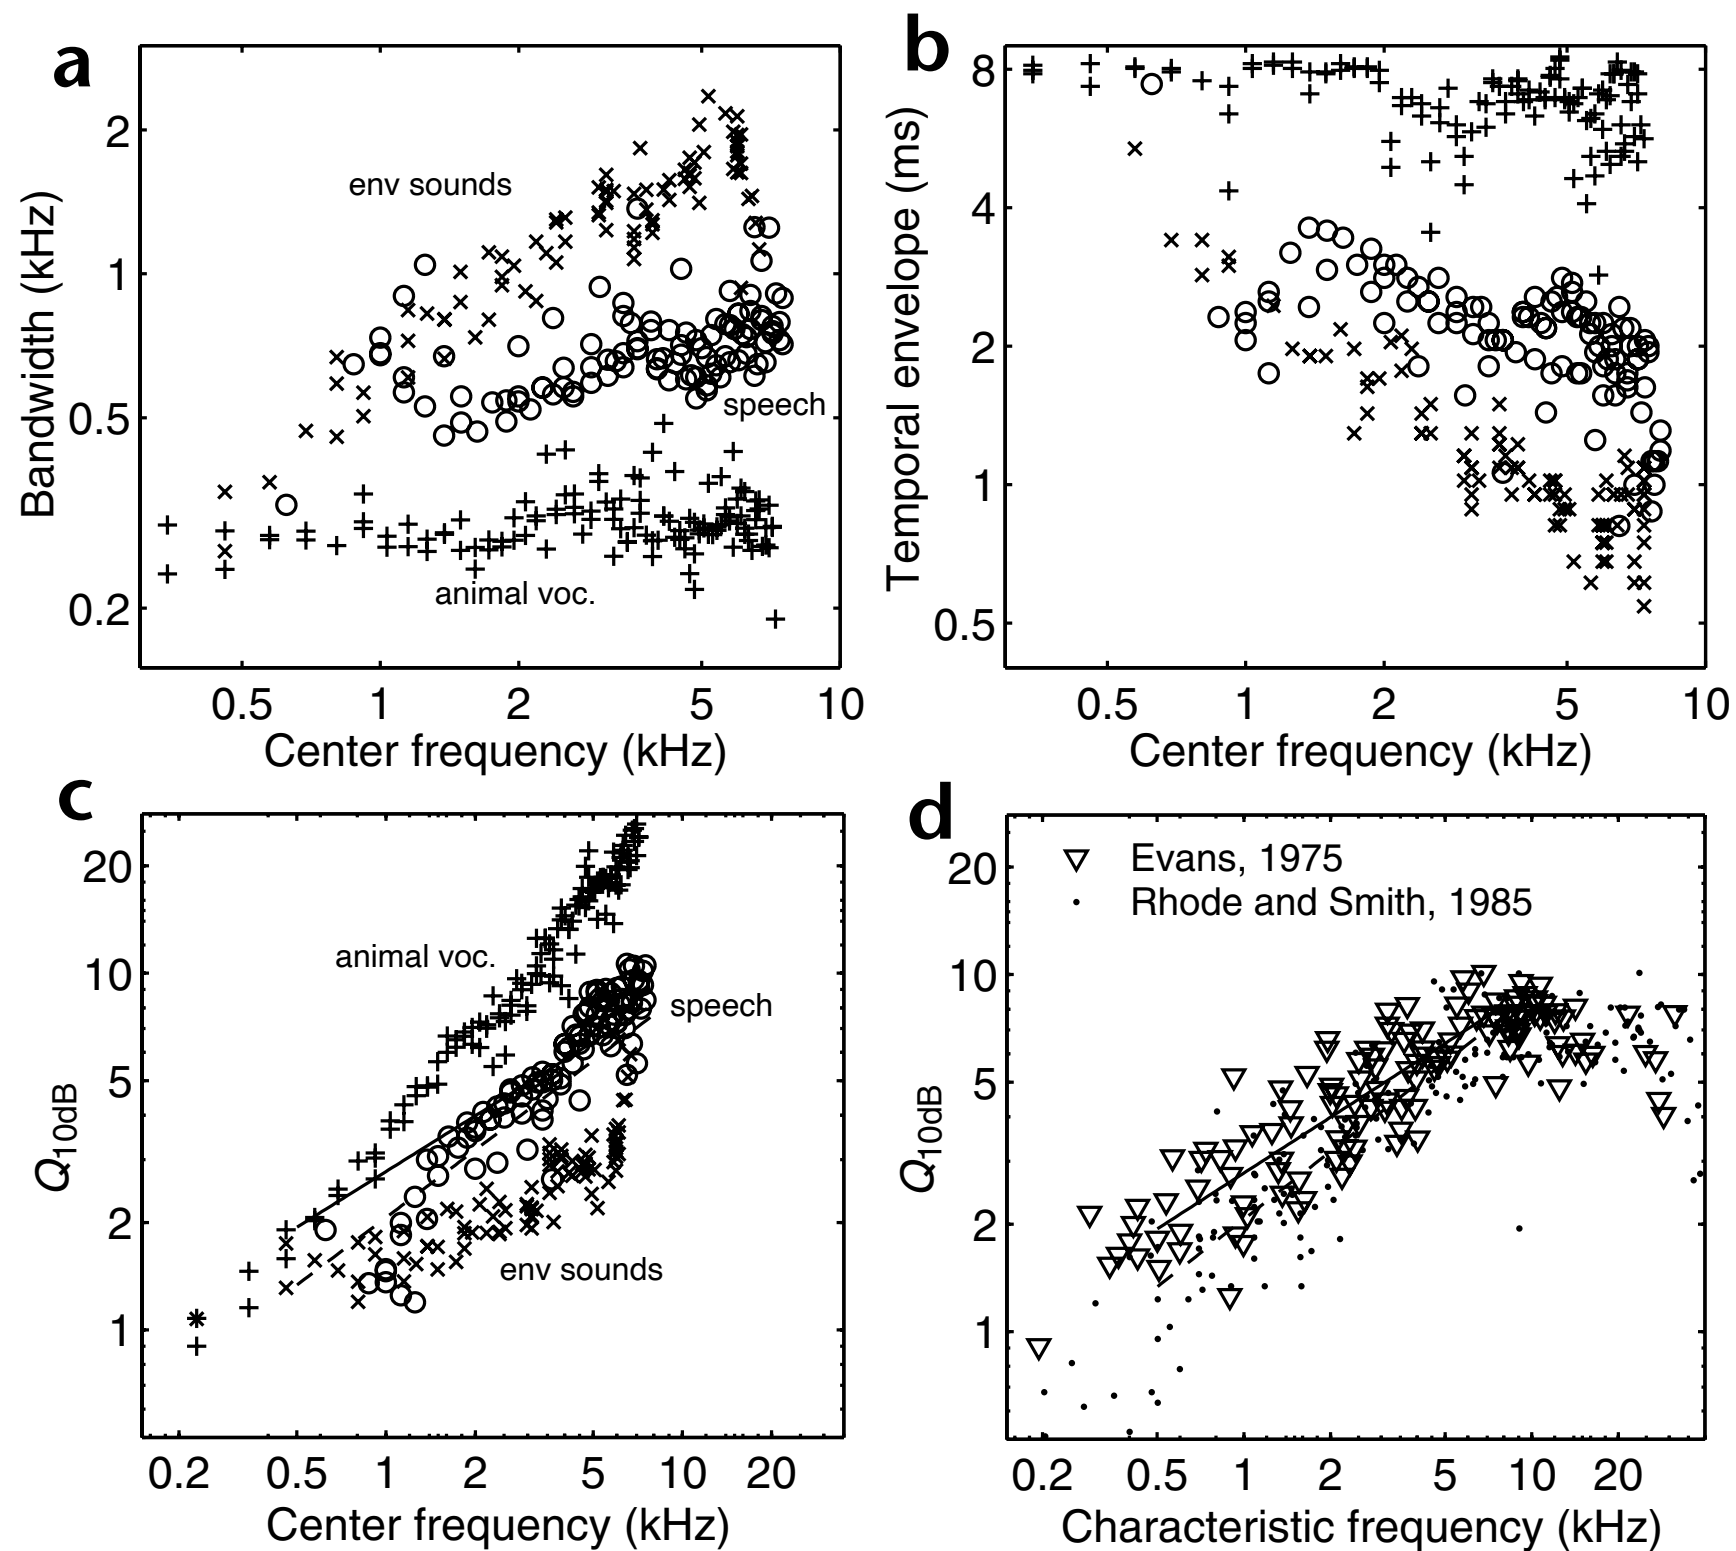 a
2
1
0.5
0.2
Bandwidth (kHz)
env sounds
speech
animal voc.
0.5 1 2 5 10
Center frequency (kHz)
b
8
4
2
1
0.5
Temporal envelope (ms)
0.5 1 2 5 10
Center frequency (kHz)
c
20
10
5
2
1
Q10dB
animal voc.
speech
env sounds
0.2 0.5 1 2 5 10 20
Center frequency (kHz)
d
20
10
5
2
1
Q10dB
Evans, 1975
Rhode and Smith, 1985
0.2 0.5 1 2 5 10 20
Characteristic frequency (kHz)